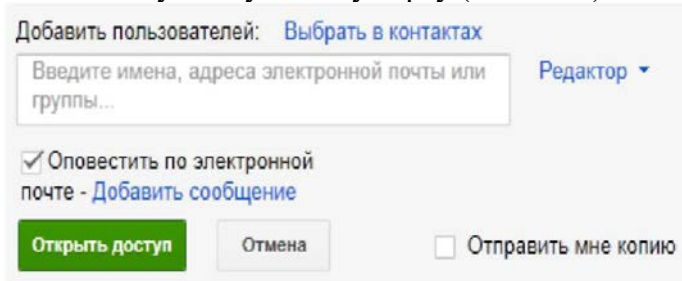 Добавить пользователей: Выбрать в контактах
Введите имена, адреса электронной почты или Редактор
группы...
Оповестить по электронной
почте - Добавить сообщение
Открыть доступ Отмена Отправить мне копию